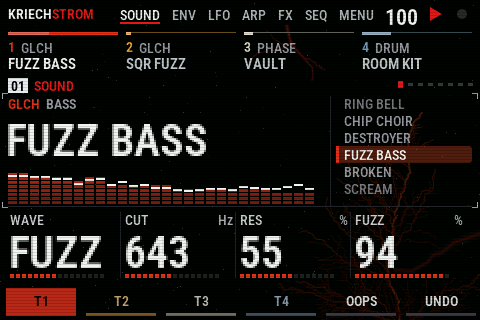 KRIECHSTROM SOUND ENV LFO ARP FX SEQ MENU 100
1 GLCH 2 GLCH 3 PHASE 4 DRUM
FUZZ BASS SQR FUZZ VAULT ROOM KIT
01 SOUND
GLCH BASS
FUZZ BASS
RING BELL
CHIP CHOIR
DESTROYER
FUZZ BASS
BROKEN
SCREAM
WAVE CUT Hz RES % FUZZ %
FUZZ 643 55 94
T1 T2 T3 T4 OOPS UNDO